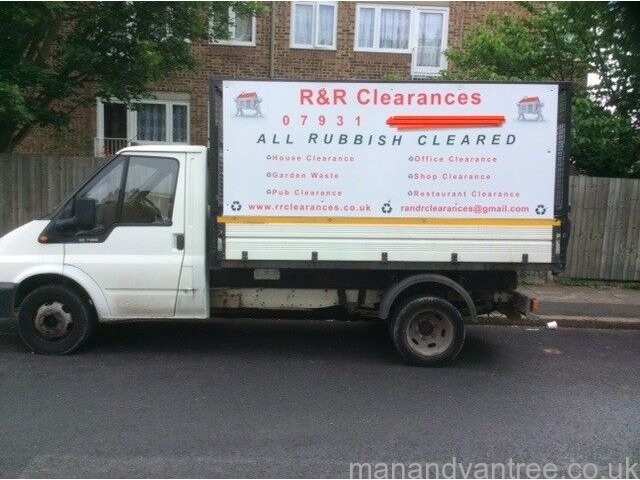 R&R Clearances
07931
ALL RUBBISH CLEARED
House Clearance
Office Clearance
Garden Waste
Shop Clearance
Pub Clearance
Restaurant Clearance
www.rrclearances.co.uk
randrclearances@gmail.com
manandvantree.co.uk